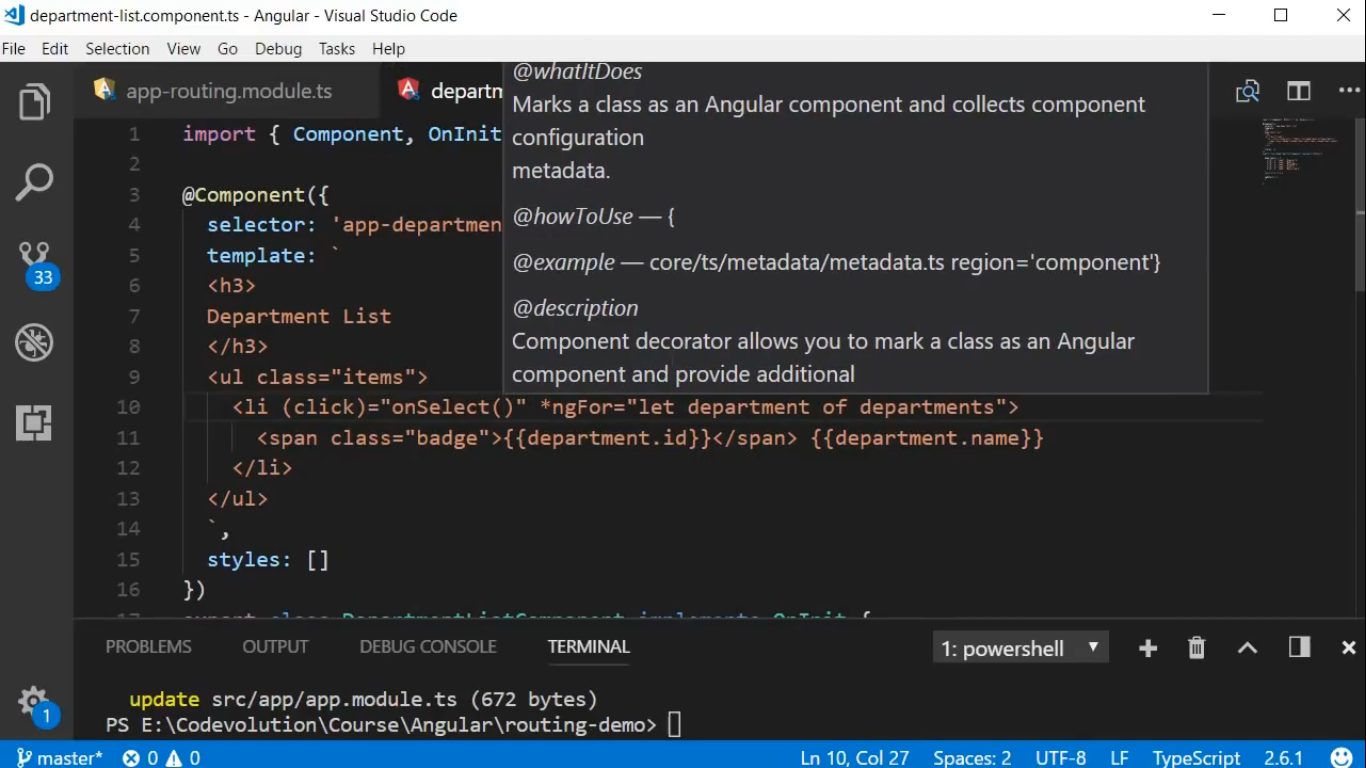 department-list.component.ts - Angular - Visual Studio Code
File Edit Selection View Go Debug Tasks Help
app-routing.module.ts departm
@whatItDoes
Marks a class as an Angular component and collects component
configuration
metadata.
@howToUse — {
@example — core/ts/metadata/metadata.ts region='component'}
@description
Component decorator allows you to mark a class as an Angular
component and provide additional
1 import { Component, OnInit
2
3 @Component({
4 selector: 'app-departmen
5 template: `
6 <h3>
7 Department List
8 </h3>
9 <ul class="items">
10 <li (click)="onSelect()" *ngFor="let department of departments">
11 <span class="badge">{{department.id}}</span> {{department.name}}
12 </li>
13 </ul>
14 `,
15 styles: []
16 })
17 export class DepartmentListComponent implements OnInit {
33
1
PROBLEMS OUTPUT DEBUG CONSOLE TERMINAL 1: powershell
update src/app/app.module.ts (672 bytes)
PS E:\Codevolution\Course\Angular\routing-demo>
master* 0 0 Ln 10, Col 27 Spaces: 2 UTF-8 LF TypeScript 2.6.1